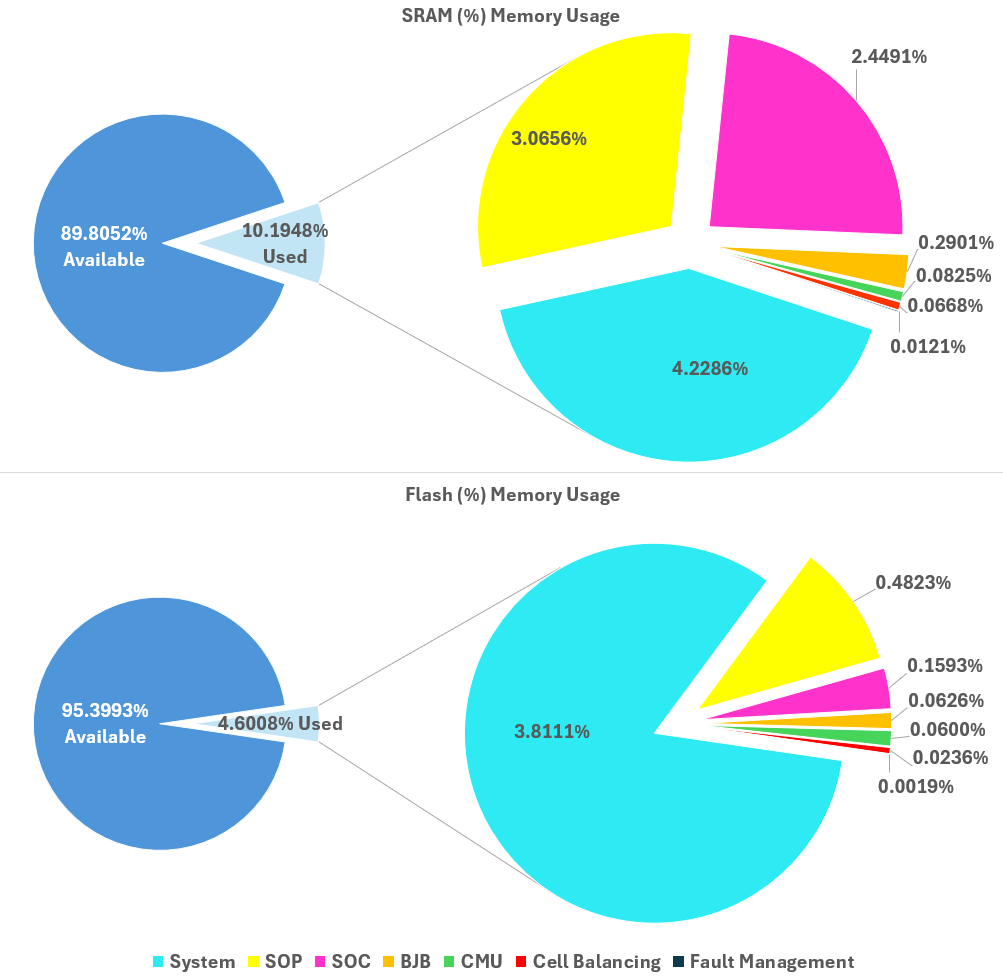 SRAM (%) Memory Usage
2.4491%
3.0656%
89.8052%
Available
10.1948%
Used
0.2901%
0.0825%
0.0668%
0.0121%
4.2286%
Flash (%) Memory Usage
0.4823%
0.1593%
95.3993%
Available
4.6008% Used
3.8111%
0.0626%
0.0600%
0.0236%
0.0019%
System SOP SOC BJB CMU Cell Balancing Fault Management